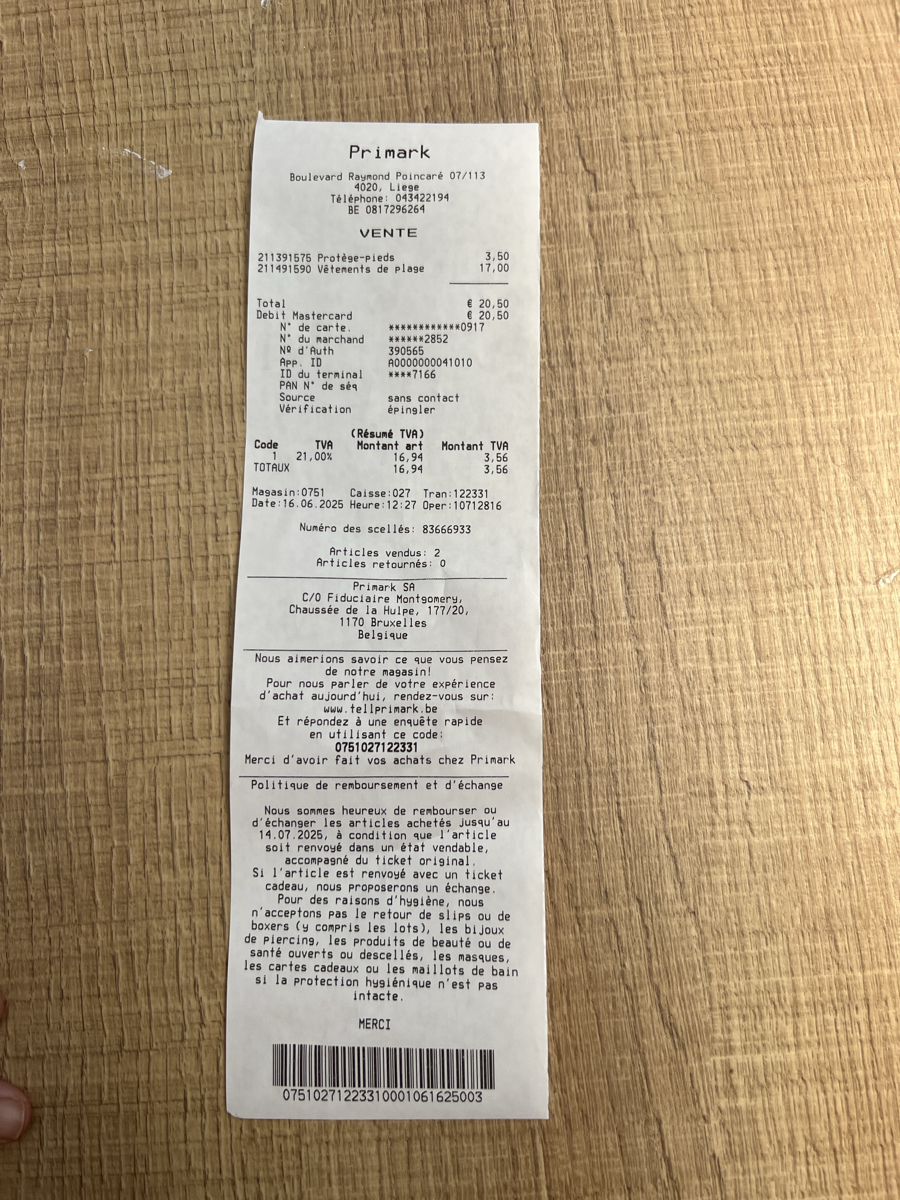 Primark
Boulevard Raymond Poincaré 07/113
4020, Liege
Téléphone: 043422194
BE 0817296264
VENTE
211391575 Protège-pieds 3,50
211491590 Vêtements de plage 17,00
Total € 20,50
Debit Mastercard € 20,50
N° de carte. ************0917
N° du marchand ******2852
Nº d'Auth 390565
App. ID A0000000041010
ID du terminal ****7166
PAN N° de séq
Source sans contact
Vérification épingler
(Résumé TVA)
Code TVA Montant art Montant TVA
1 21,00% 16,94 3,56
TOTAUX 16,94 3,56
Magasin:0751 Caisse:027 Tran:122331
Date:16.06.2025 Heure:12:27 Oper:10712816
Numéro des scellés: 83666933
Articles vendus: 2
Articles retournés: 0
Primark SA
C/O Fiduciaire Montgomery,
Chaussée de la Hulpe, 177/20,
1170 Bruxelles
Belgique
Nous aimerions savoir ce que vous pensez
de notre magasin!
Pour nous parler de votre expérience
d'achat aujourd'hui, rendez-vous sur:
www.tellprimark.be
Et répondez à une enquête rapide
en utilisant ce code:
0751027122331
Merci d'avoir fait vos achats chez Primark
Politique de remboursement et d'échange
Nous sommes heureux de rembourser ou
d'échanger les articles achetés jusqu'au
14.07.2025, à condition que l'article
soit renvoyé dans un état vendable,
accompagné du ticket original.
Si l'article est renvoyé avec un ticket
cadeau, nous proposerons un échange.
Pour des raisons d'hygiène, nous
n'acceptons pas le retour de slips ou de
boxers (y compris les lots), les bijoux
de piercing, les produits de beauté ou de
santé ouverts ou descellés, les masques,
les cartes cadeaux ou les maillots de bain
si la protection hygiénique n'est pas
intacte.
MERCI
07510271223310001061625003